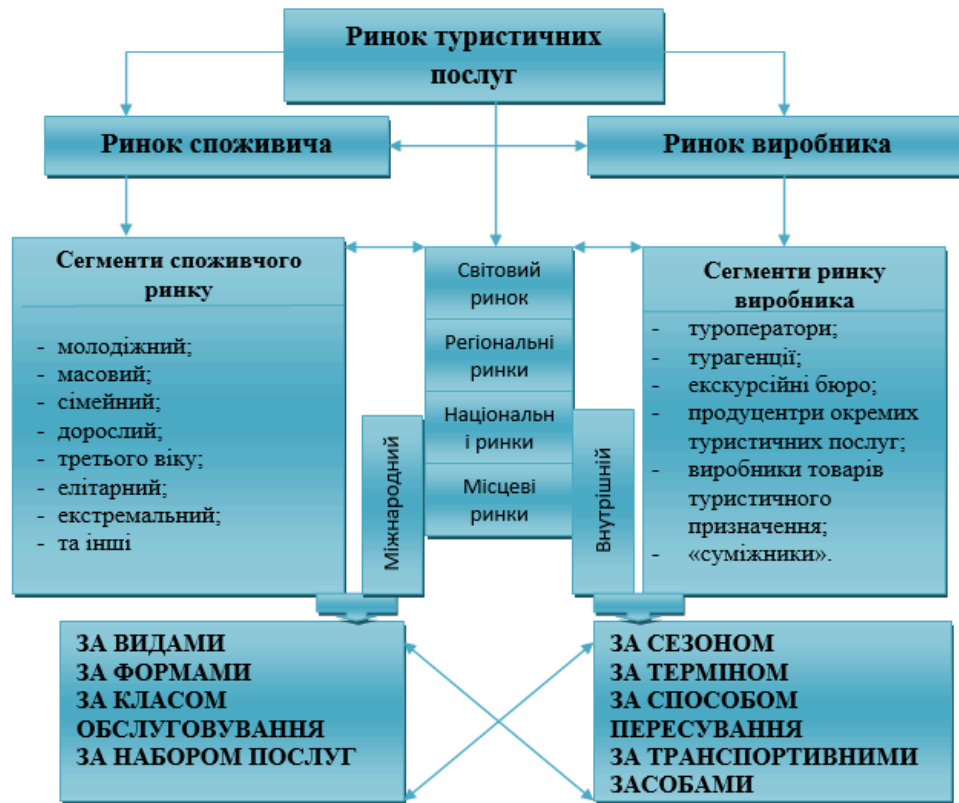 Ринок туристичних
послуг
Ринок споживича
Ринок виробника
Сегменти споживчого
ринку
- молодіжний;
- масовий;
- сімейний;
- дорослий;
- третього віку;
- елітарний;
- екстремальний;
- та інші
Світовий
ринок
Регіональні
ринки
Національн
і ринки
Місцеві
ринки
Міжнародний
Внутрішній
Сегменти ринку
виробника
- туроператори;
- турагенції;
- екскурсійні бюро;
- продуцентри окремих
туристичних послуг;
- виробники товарів
туристичного
призначення;
- «суміжники».
ЗА ВИДАМИ
ЗА ФОРМАМИ
ЗА КЛАСОМ
ОБСЛУГОВУВАННЯ
ЗА НАБОРОМ ПОСЛУГ
ЗА СЕЗОНОМ
ЗА ТЕРМІНОМ
ЗА СПОСОБОМ
ПЕРЕСУВАННЯ
ЗА ТРАНСПОРТИВНИМИ
ЗАСОБАМИ